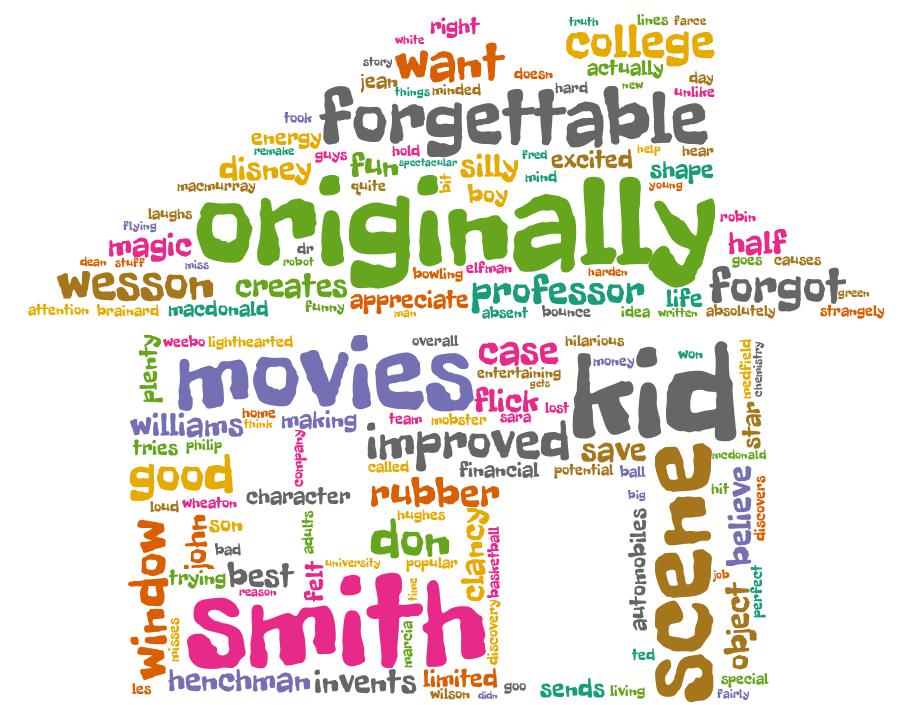 truth lines farce
right
white
college
story want actually
doesn day
jean things minded hard new unlike
took forgettable
energy
remake guys hold fred help hear
disney fun spectacular silly excited shape
mind
macmurray quite bit boy young
laughs originally robin
flying
magic dr half
dean stuff miss robot bowling elfman harden goes causes
wesson creates professor life forgot green
appreciate
attention brainard macdonald funny man absent bounce idea written absolutely strangely
plenty weebo lighthearted overall case hilarious
movies entertaining money won kid medfield chemistry
gets
flick lost
williams home think making team mobster sara star
tries philip company improved save mcdonald
good called financial potential ball
loud wheaton character rubber big hit believe discovers
hughes
window john son adults don clancy basketball automobiles scene
bad
trying best felt university popular job
reason time object perfect
smith
misses marcia discovery ted
les henchman invents limited sends living special
wilson didn goo fairly